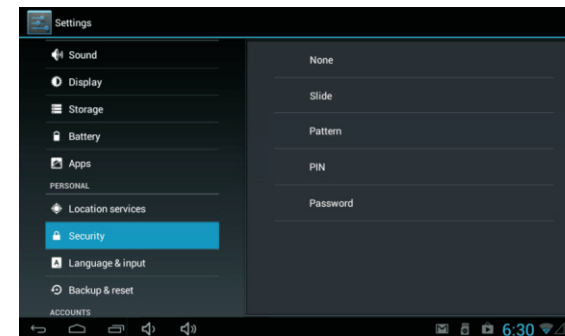 Settings
Sound
Display
Storage
Battery
Apps
PERSONAL
Location services
Security
Language & input
Backup & reset
ACCOUNTS
None
Slide
Pattern
PIN
Password
6:30